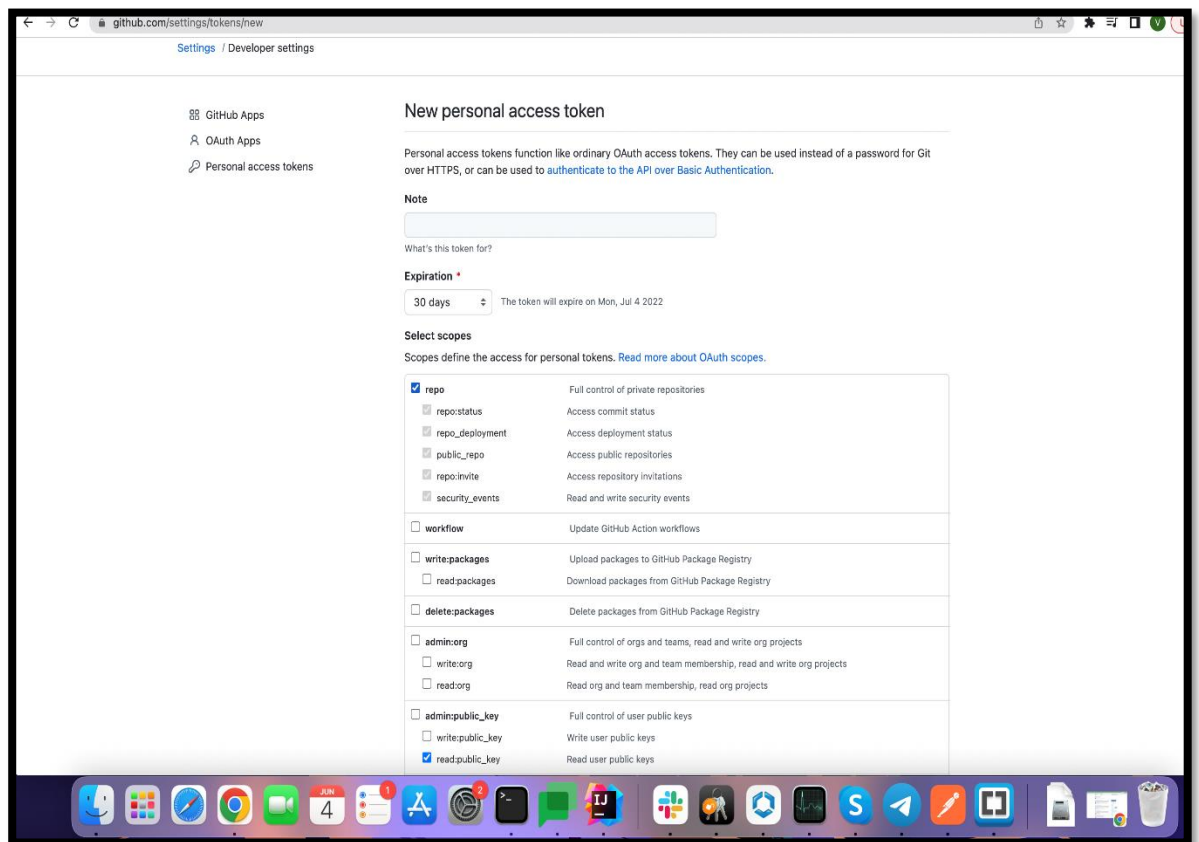 github.com/settings/tokens/new
V
Settings / Developer settings
GitHub Apps
OAuth Apps
Personal access tokens
New personal access token
Personal access tokens function like ordinary OAuth access tokens. They can be used instead of a password for Git
over HTTPS, or can be used to authenticate to the API over Basic Authentication.
Note
What's this token for?
Expiration *
30 days The token will expire on Mon, Jul 4 2022
Select scopes
Scopes define the access for personal tokens. Read more about OAuth scopes.
repo Full control of private repositories
repo:status Access commit status
repo_deployment Access deployment status
public_repo Access public repositories
repo:invite Access repository invitations
security_events Read and write security events
workflow Update GitHub Action workflows
write:packages Upload packages to GitHub Package Registry
read:packages Download packages from GitHub Package Registry
delete:packages Delete packages from GitHub Package Registry
admin:org Full control of orgs and teams, read and write org projects
write:org Read and write org and team membership, read and write org projects
read:org Read org and team membership, read org projects
admin:public_key Full control of user public keys
write:public_key Write user public keys
read:public_key Read user public keys
JUN
4
1
2
IJ
S